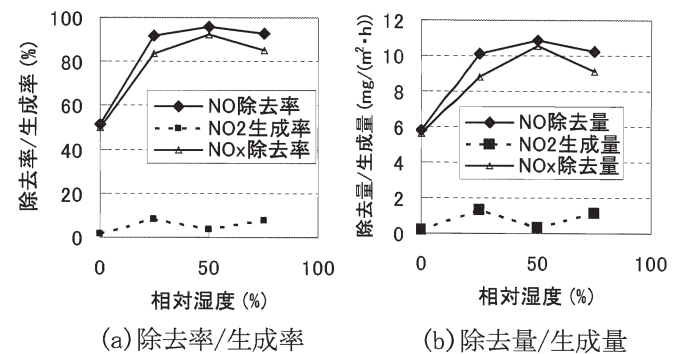 除去率/生成率 (%)
100
80
60
40
20
0
NO除去率
NO2生成率
NOx除去率
0
50
100
相対湿度(%)
(a)除去率/生成率
除去量/生成量 (mg/(m²・h)
12
10
8
6
4
2
0
NO除去量
NO2生成量
NOx除去量
0
50
100
相対湿度(%)
(b)除去量/生成量